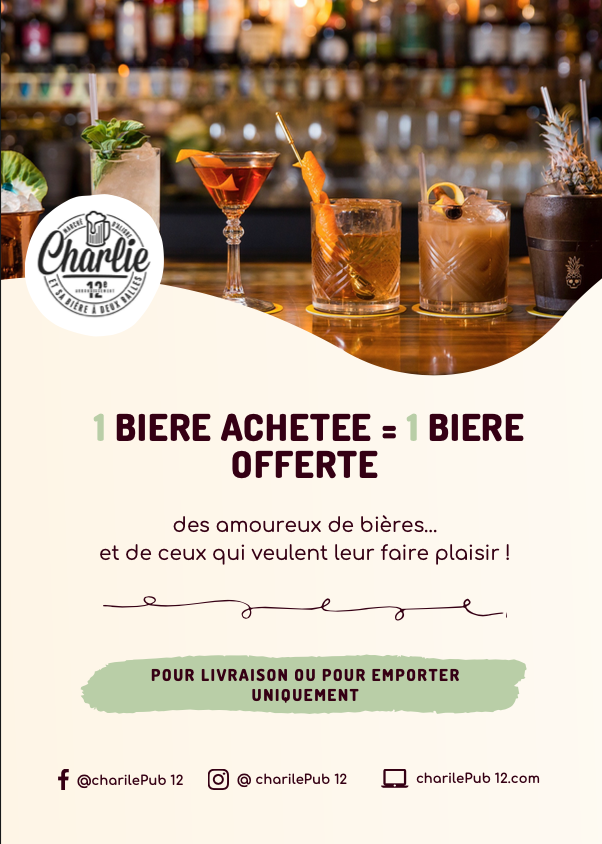 MARCHÉ D'ALIGRE
Charlie
12E
ARRONDISSEMENT
ET SA BIÈRE À DEUX BALLES
1 BIERE ACHETEE = 1 BIERE
OFFERTE
des amoureux de bières...
et de ceux qui veulent leur faire plaisir !
POUR LIVRAISON OU POUR EMPORTER
UNIQUEMENT
@charilePub 12
@ charilePub 12
charilePub 12.com